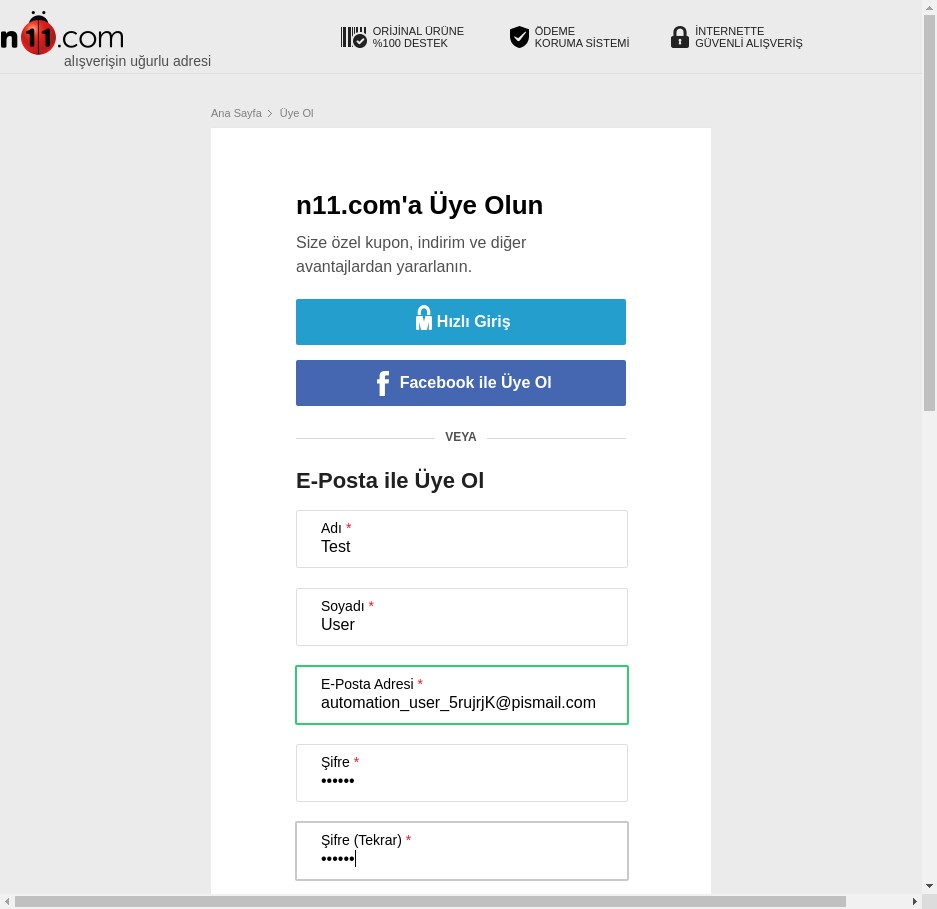 n11.com
alışverişin uğurlu adresi
ORİJİNAL ÜRÜNE
%100 DESTEK
ÖDEME
KORUMA SİSTEMİ
İNTERNETTE
GÜVENLİ ALIŞVERİŞ
Ana Sayfa > Üye Ol
n11.com'a Üye Olun
Size özel kupon, indirim ve diğer
avantajlardan yararlanın.
Hızlı Giriş
Facebook ile Üye Ol
VEYA
E-Posta ile Üye Ol
Adı *
Test
Soyadı *
User
E-Posta Adresi *
automation_user_5rujrjK@pismail.com
Şifre *
••••••
Şifre (Tekrar) *
••••••